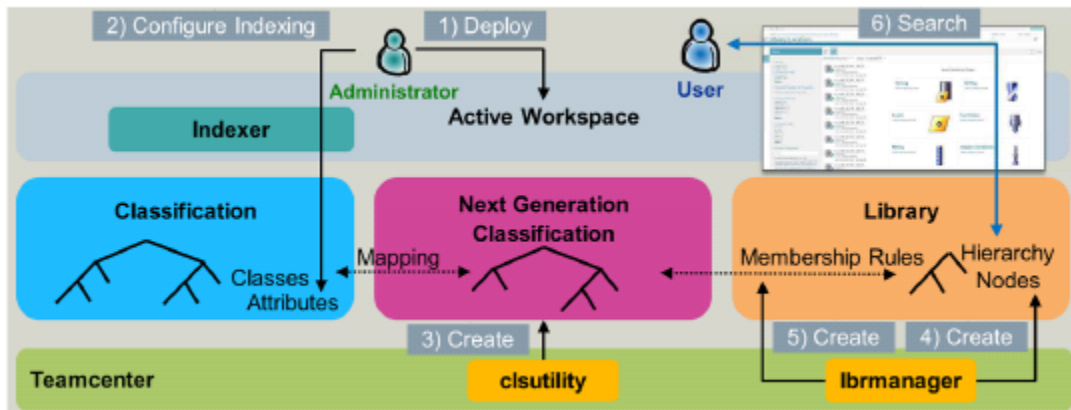 2) Configure Indexing
1) Deploy
6) Search
Administrator
User
Active Workspace
Indexer
Classification
Next Generation
Classification
Library
Mapping
Membership Rules
Hierarchy
Nodes
Classes
Attributes
3) Create
5) Create
4) Create
Teamcenter
clsutility
lbrmanager